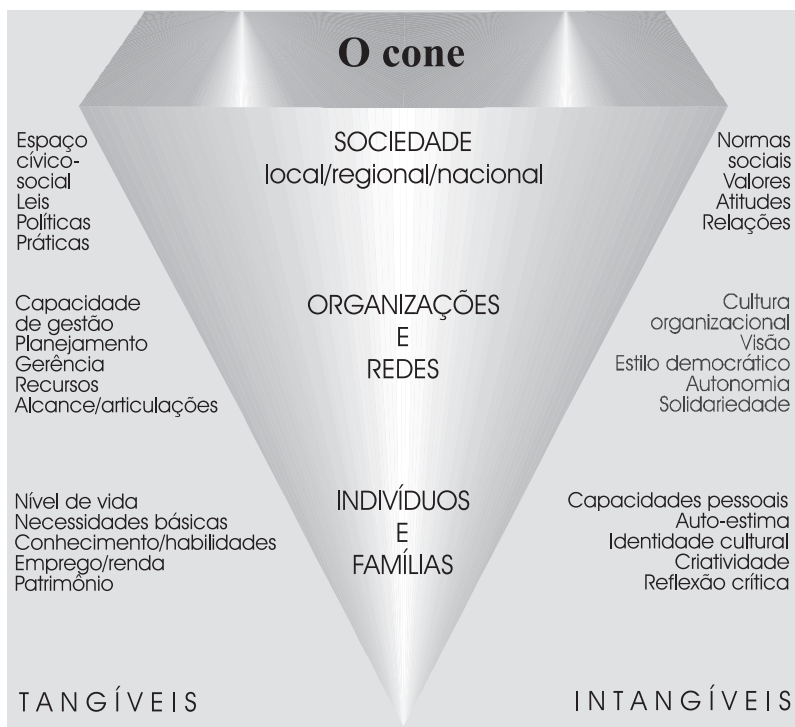 O cone
Espaço
cívico-
social
Leis
Políticas
Práticas
SOCIEDADE
local/regional/nacional
Normas
sociais
Valores
Atitudes
Relações
Capacidade
de gestão
Planejamento
Gerência
Recursos
Alcance/articulações
ORGANIZAÇÕES
E
REDES
Cultura
organizacional
Visão
Estilo democrático
Autonomia
Solidariedade
Nível de vida
Necessidades básicas
Conhecimento/habilidades
Emprego/renda
Patrimônio
INDIVÍDUOS
E
FAMÍLIAS
Capacidades pessoais
Auto-estima
Identidade cultural
Criatividade
Reflexão crítica
TANGÍVEIS
INTANGÍVEIS